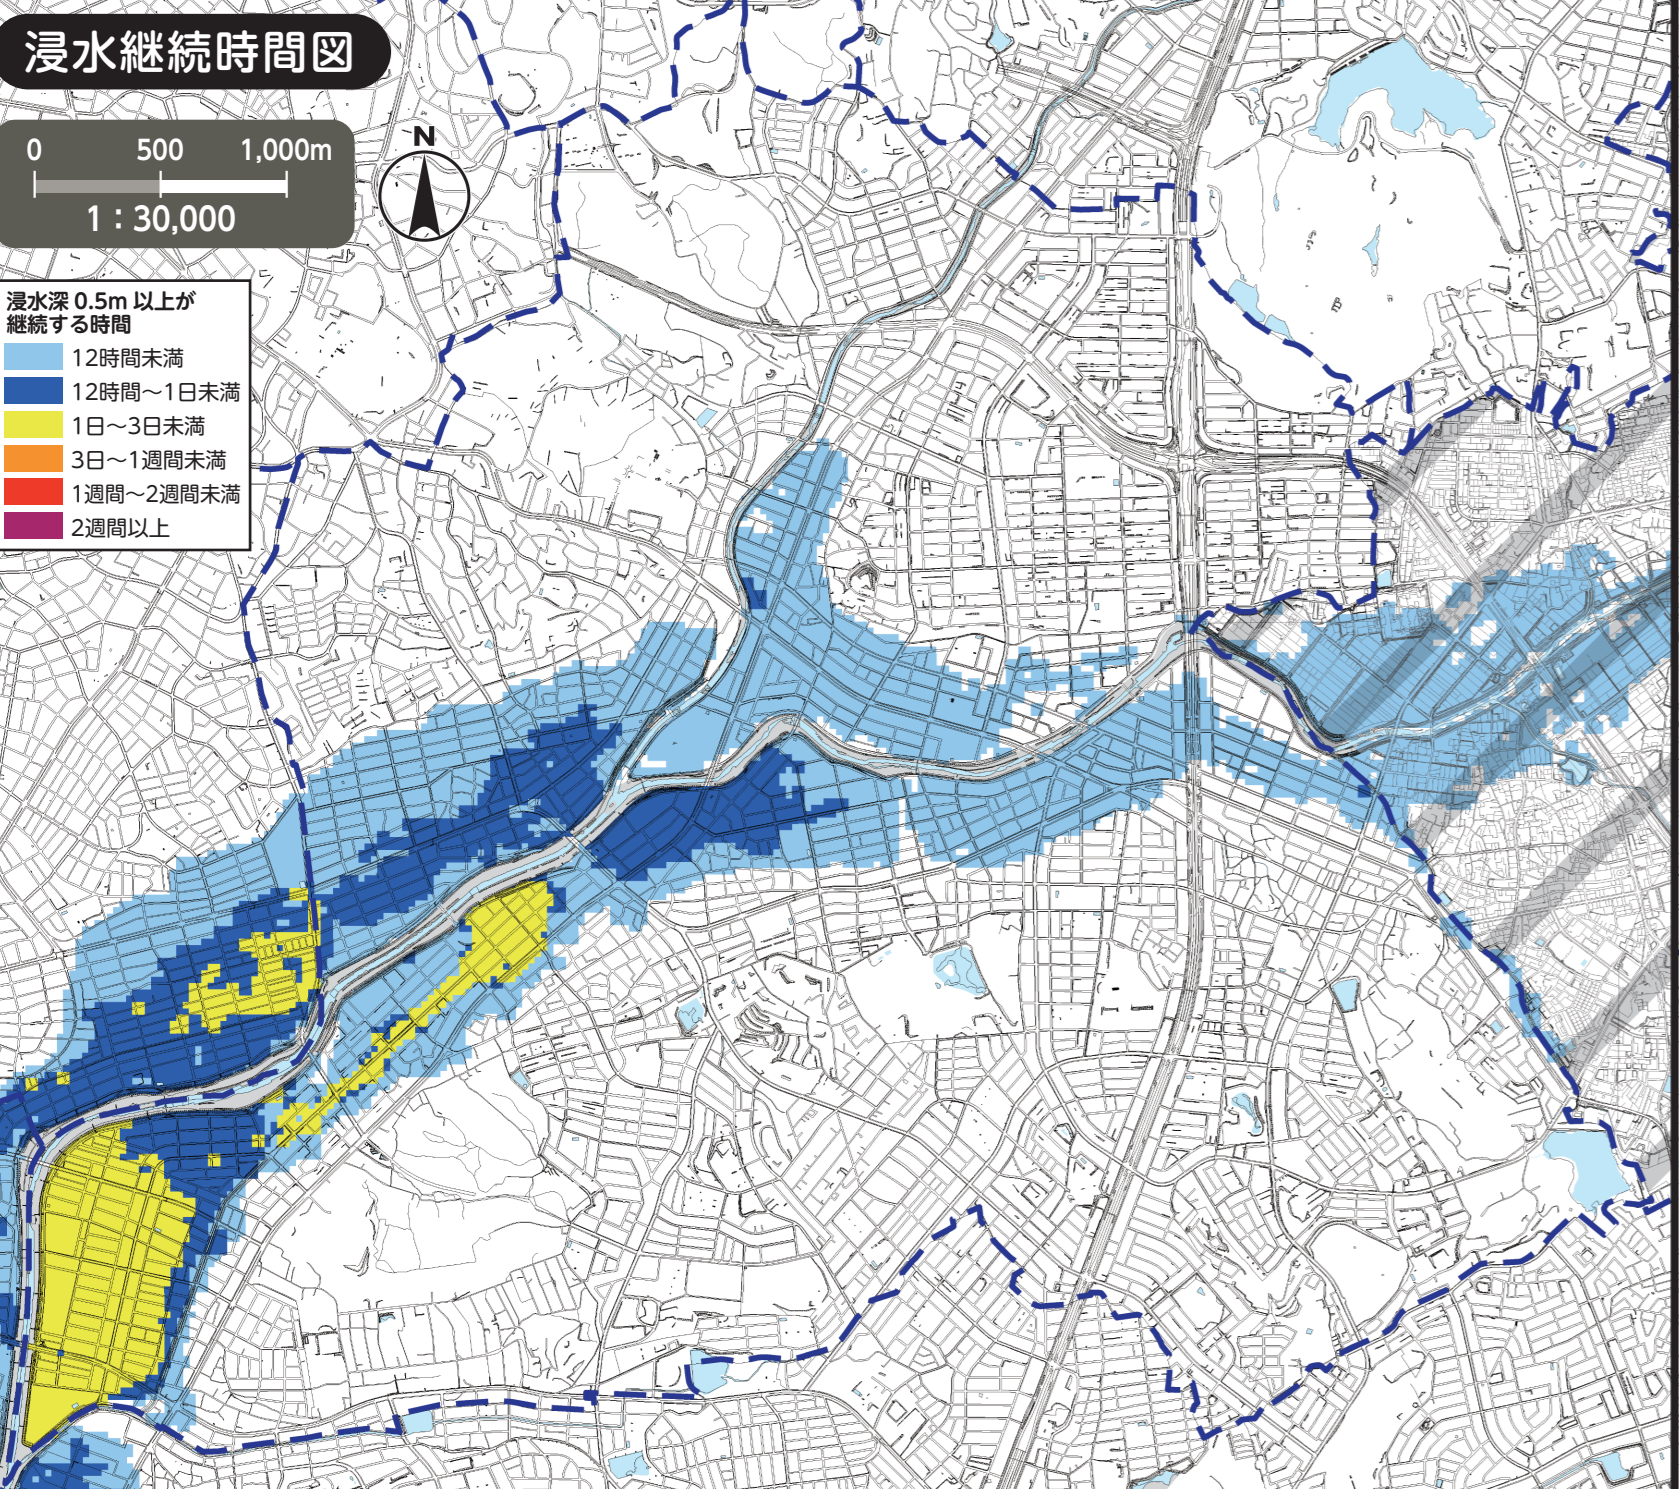 浸水継続時間図
0 500 1,000m
1：30,000
N
浸水深 0.5m 以上が
継続する時間
12時間未満
12時間～1日未満
1日～3日未満
3日～1週間未満
1週間～2週間未満
2週間以上